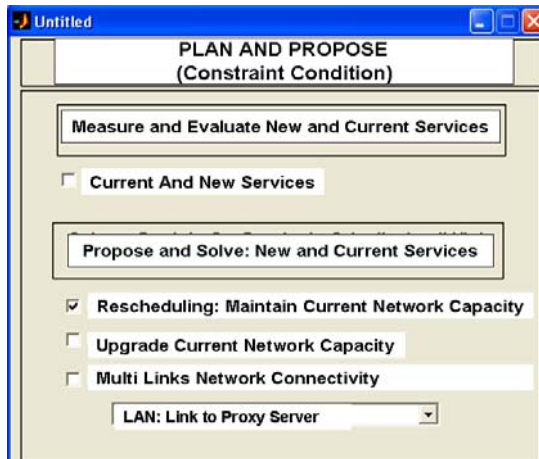 Untitled
PLAN AND PROPOSE
(Constraint Condition)
Measure and Evaluate New and Current Services
Current And New Services
Propose and Solve: New and Current Services
Rescheduling: Maintain Current Network Capacity
Upgrade Current Network Capacity
Multi Links Network Connectivity
LAN: Link to Proxy Server